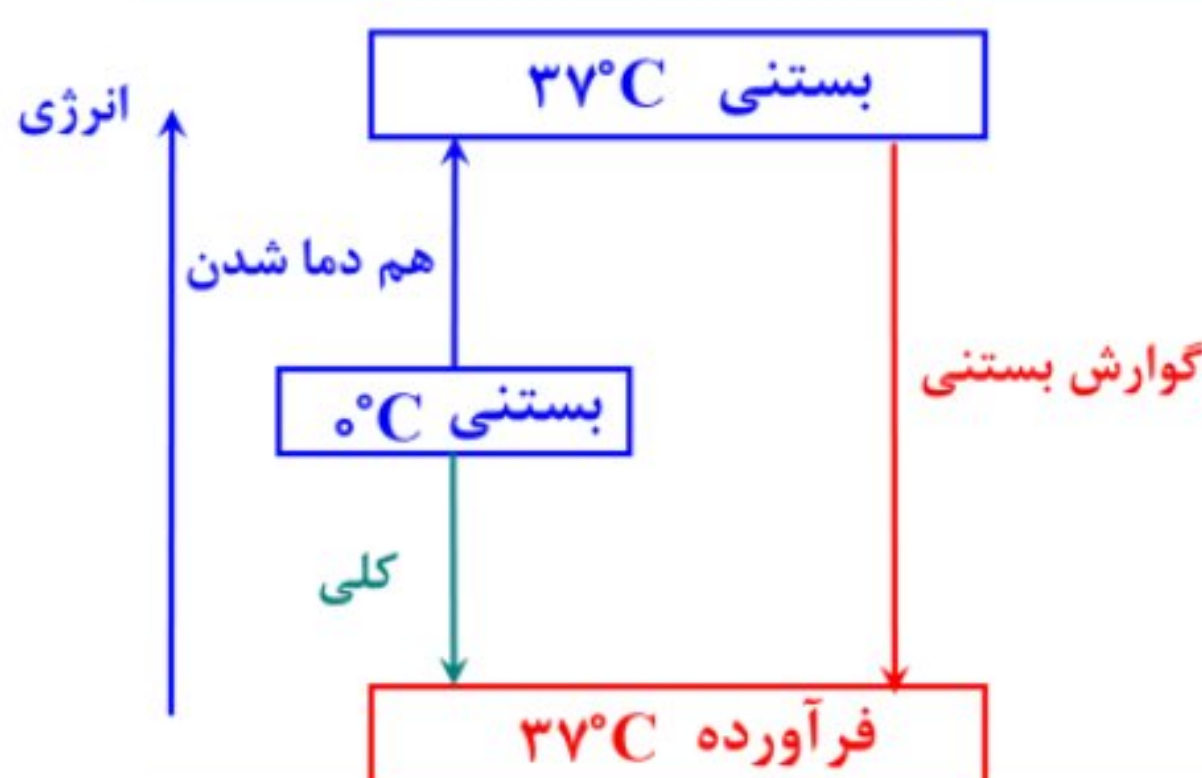 بستنی ۳۷°C
انرژی
هم دما شدن
گوارش بستنی
بستنی ۰°C
کلی
فرآورده ۳۷°C